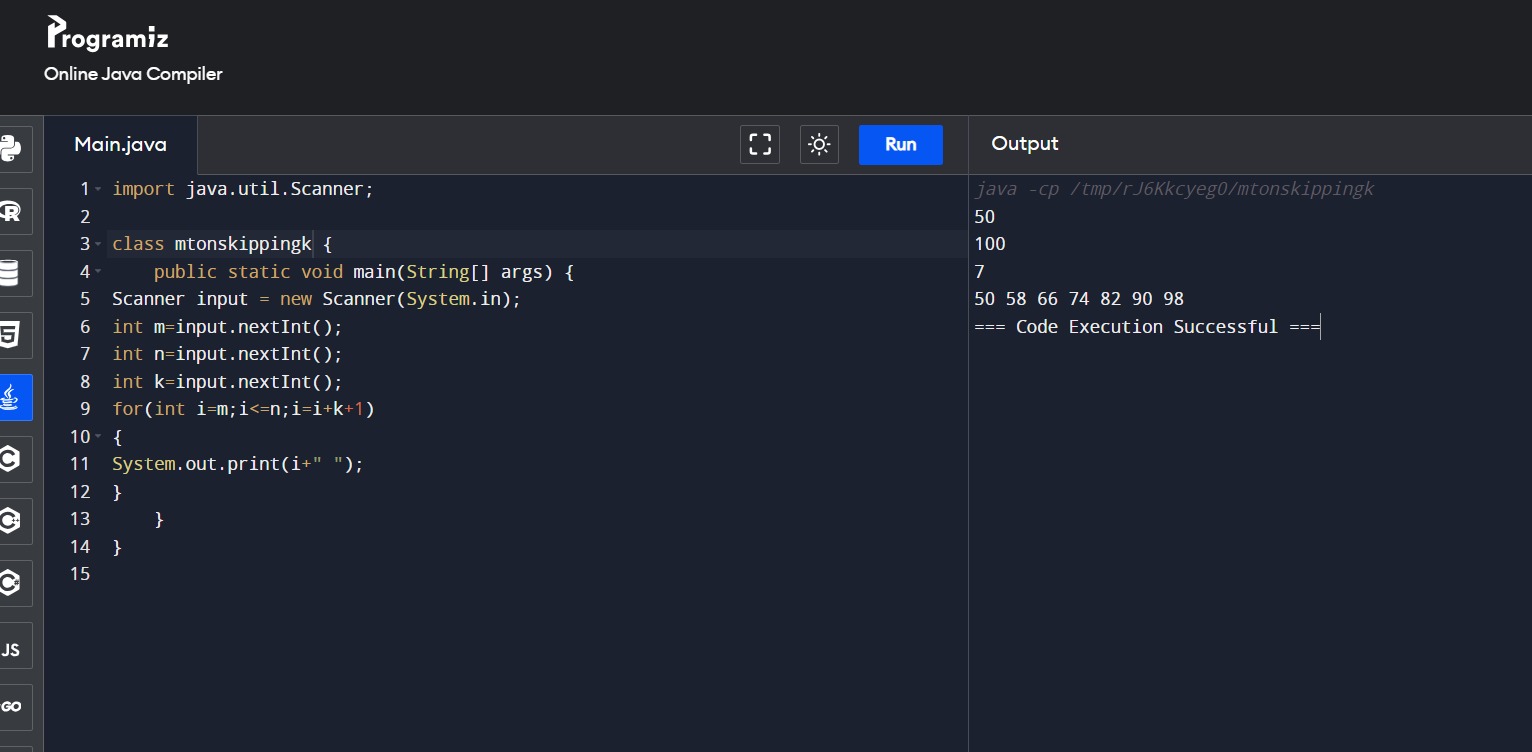 Programiz
Online Java Compiler
Main.java
Run
Output
1 import java.util.Scanner;
2
3 class mtonskippingk {
4     public static void main(String[] args) {
5 Scanner input = new Scanner(System.in);
6 int m=input.nextInt();
7 int n=input.nextInt();
8 int k=input.nextInt();
9 for(int i=m;i<=n;i=i+k+1)
10 {
11 System.out.print(i+" ");
12 }
13     }
14 }
15
java -cp /tmp/rJ6Kkcyeg0/mtonskippingk
50
100
7
50 58 66 74 82 90 98
=== Code Execution Successful ===
R
5
C
C++
C#
JS
GO